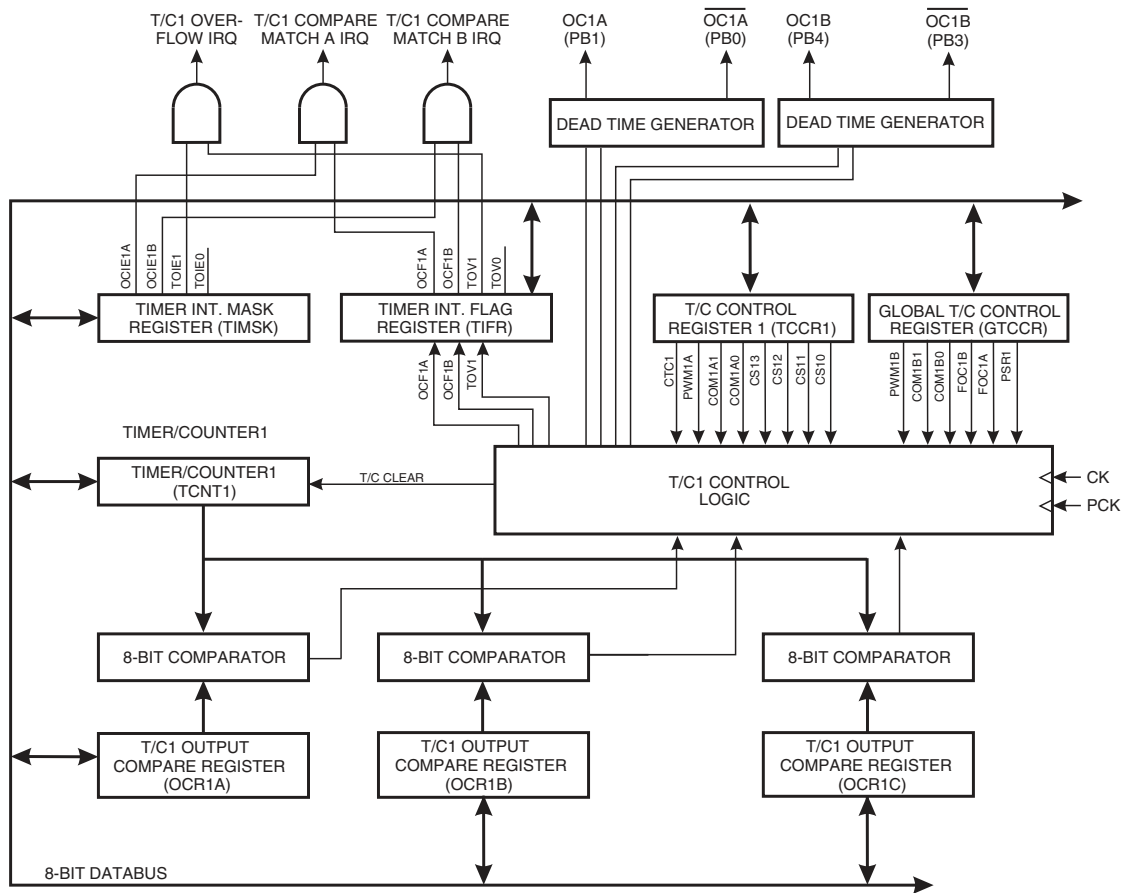 T/C1 OVER-
FLOW IRQ
T/C1 COMPARE
MATCH A IRQ
T/C1 COMPARE
MATCH B IRQ
OC1A
(PB1)
OC1A
(PB0)
OC1B
(PB4)
OC1B
(PB3)
DEAD TIME GENERATOR
DEAD TIME GENERATOR
OCIE1A
OCIE1B
TOIE1
TOIE0
OCF1A
OCF1B
TOV1
TOV0
TIMER INT. MASK
REGISTER (TIMSK)
TIMER INT. FLAG
REGISTER (TIFR)
T/C CONTROL
REGISTER 1 (TCCR1)
GLOBAL T/C CONTROL
REGISTER (GTCCR)
OCF1A
OCF1B
TOV1
CTC1
PWM1A
COM1A1
COM1A0
CS13
CS12
CS11
CS10
PWM1B
COM1B1
COM1B0
FOC1B
FOC1A
PSR1
TIMER/COUNTER1
TIMER/COUNTER1
(TCNT1)
T/C CLEAR
T/C1 CONTROL
LOGIC
CK
PCK
8-BIT COMPARATOR
8-BIT COMPARATOR
8-BIT COMPARATOR
T/C1 OUTPUT
COMPARE REGISTER
(OCR1A)
T/C1 OUTPUT
COMPARE REGISTER
(OCR1B)
T/C1 OUTPUT
COMPARE REGISTER
(OCR1C)
8-BIT DATABUS